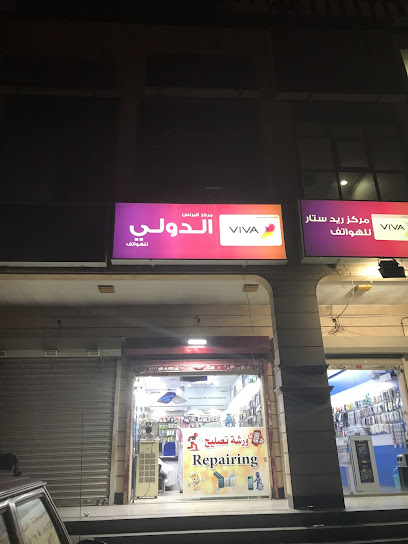 مركز البرنس
الدولي
للهواتف
VIVA
مركز ريد ستار
للهواتف
VIVA
ورشة تصليح
Repairing